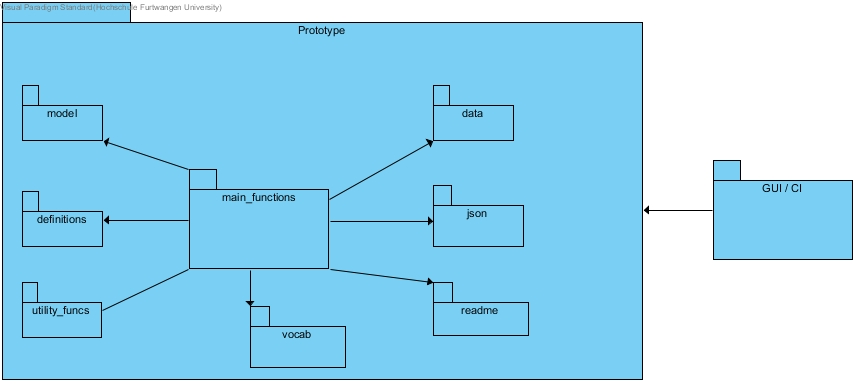 Visual Paradigm Standard(Hochschule Furtwangen University)
Prototype
model
data
main_functions
definitions
json
utility_funcs
vocab
readme
GUI / CI